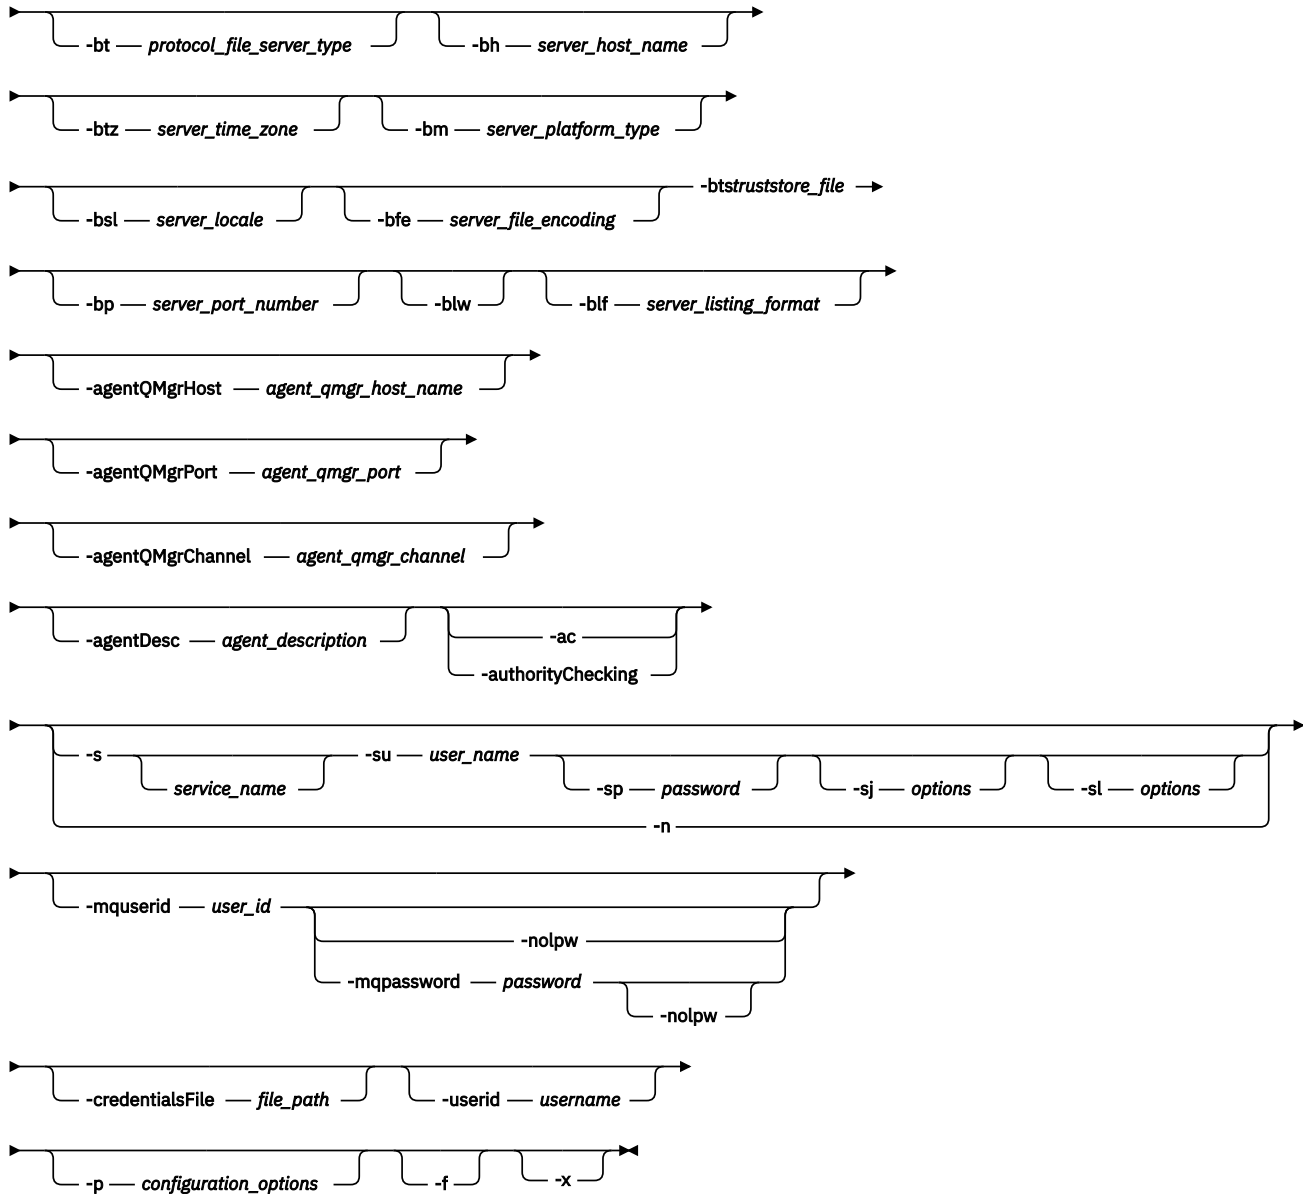 -bt protocol_file_server_type -bh server_host_name
-btz server_time_zone -bm server_platform_type
-btstruststore_file
-bsl server_locale -bfe server_file_encoding
-bp server_port_number -blw -blf server_listing_format
-agentQMgrHost agent_qmgr_host_name
-agentQMgrPort agent_qmgr_port
-agentQMgrChannel agent_qmgr_channel
-agentDesc agent_description -ac
-authorityChecking
-s -su user_name
service_name -sp password -sj options -sl options
-n
-mquserid user_id
-nolpw
-mqpassword password
-nolpw
-credentialsFile file_path -userid username
-p configuration_options -f -x